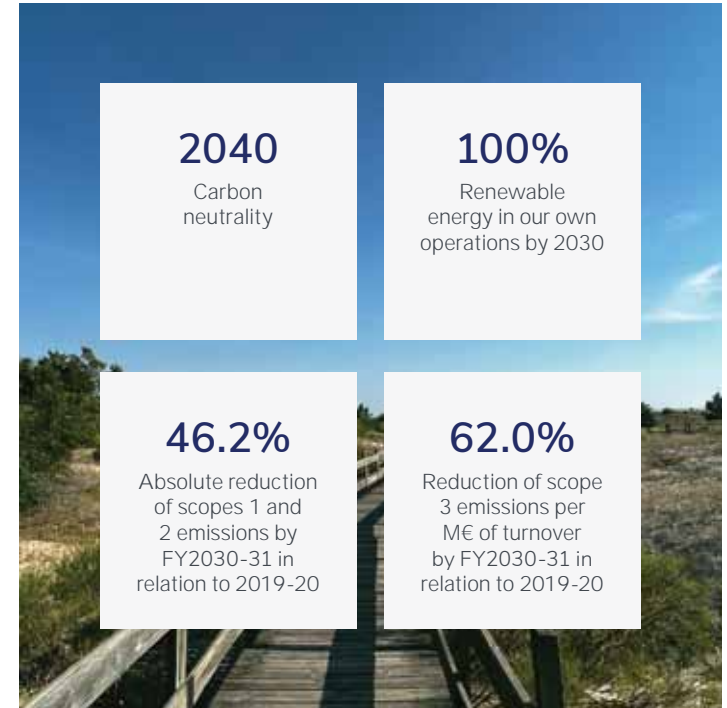 2040
Carbon
neutrality
100%
Renewable
energy in our own
operations by 2030
46.2%
Absolute reduction
of scopes 1 and
2 emissions by
FY2030-31 in
relation to 2019-20
62.0%
Reduction of scope
3 emissions per
M€ of turnover
by FY2030-31 in
relation to 2019-20